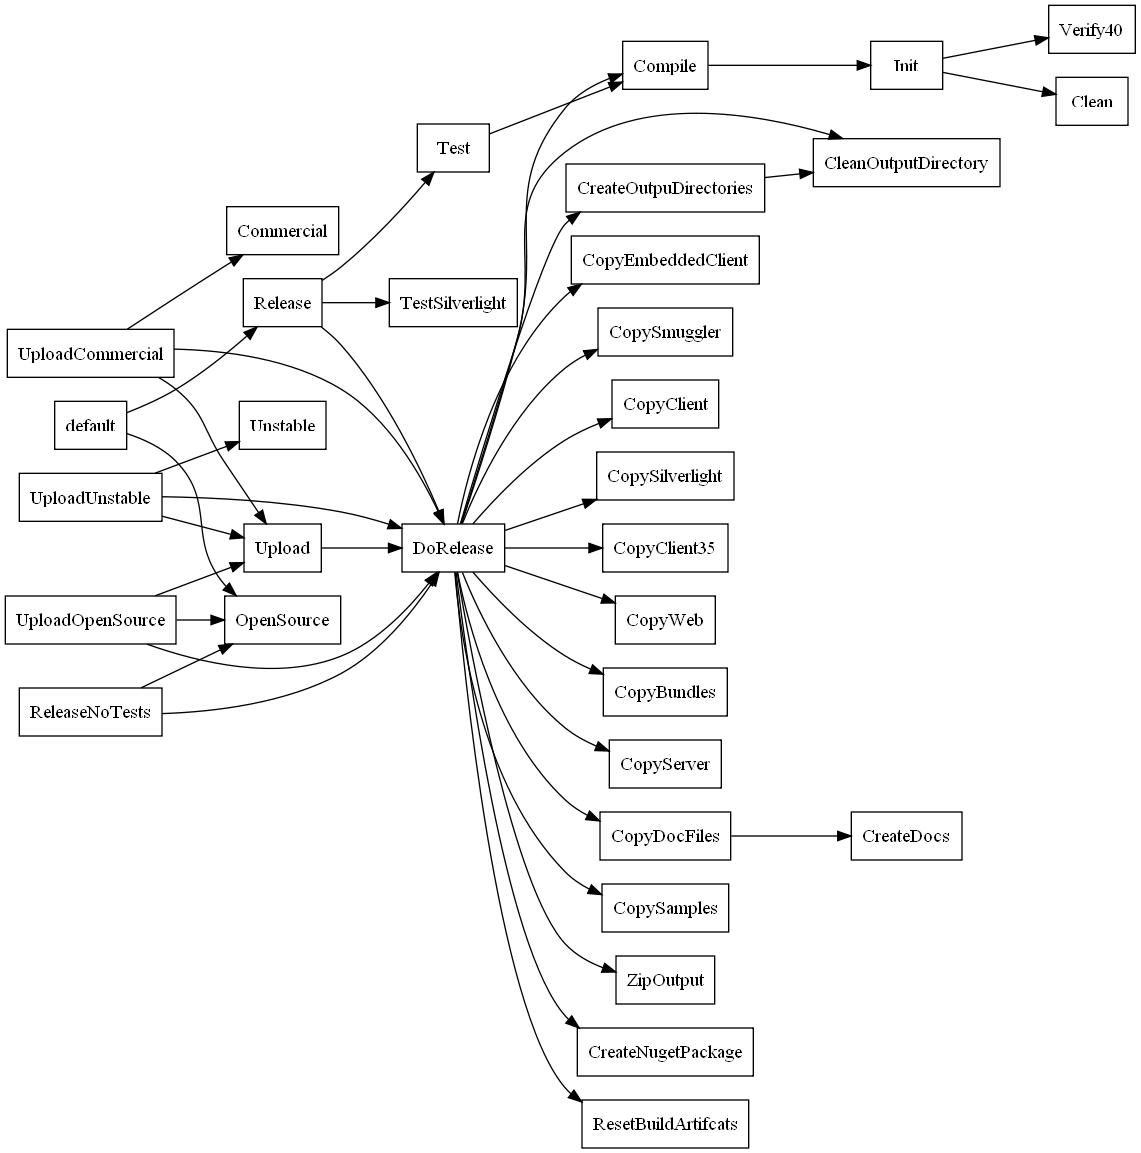 Verify40
Compile
Init
Clean
Test
CleanOutputDirectory
CreateOutpuDirectories
Commercial
CopyEmbeddedClient
Release
TestSilverlight
CopySmuggler
UploadCommercial
CopyClient
default
Unstable
CopySilverlight
UploadUnstable
Upload
DoRelease
CopyClient35
UploadOpenSource
OpenSource
CopyWeb
CopyBundles
ReleaseNoTests
CopyServer
CopyDocFiles
CreateDocs
CopySamples
ZipOutput
CreateNugetPackage
ResetBuildArtifcats